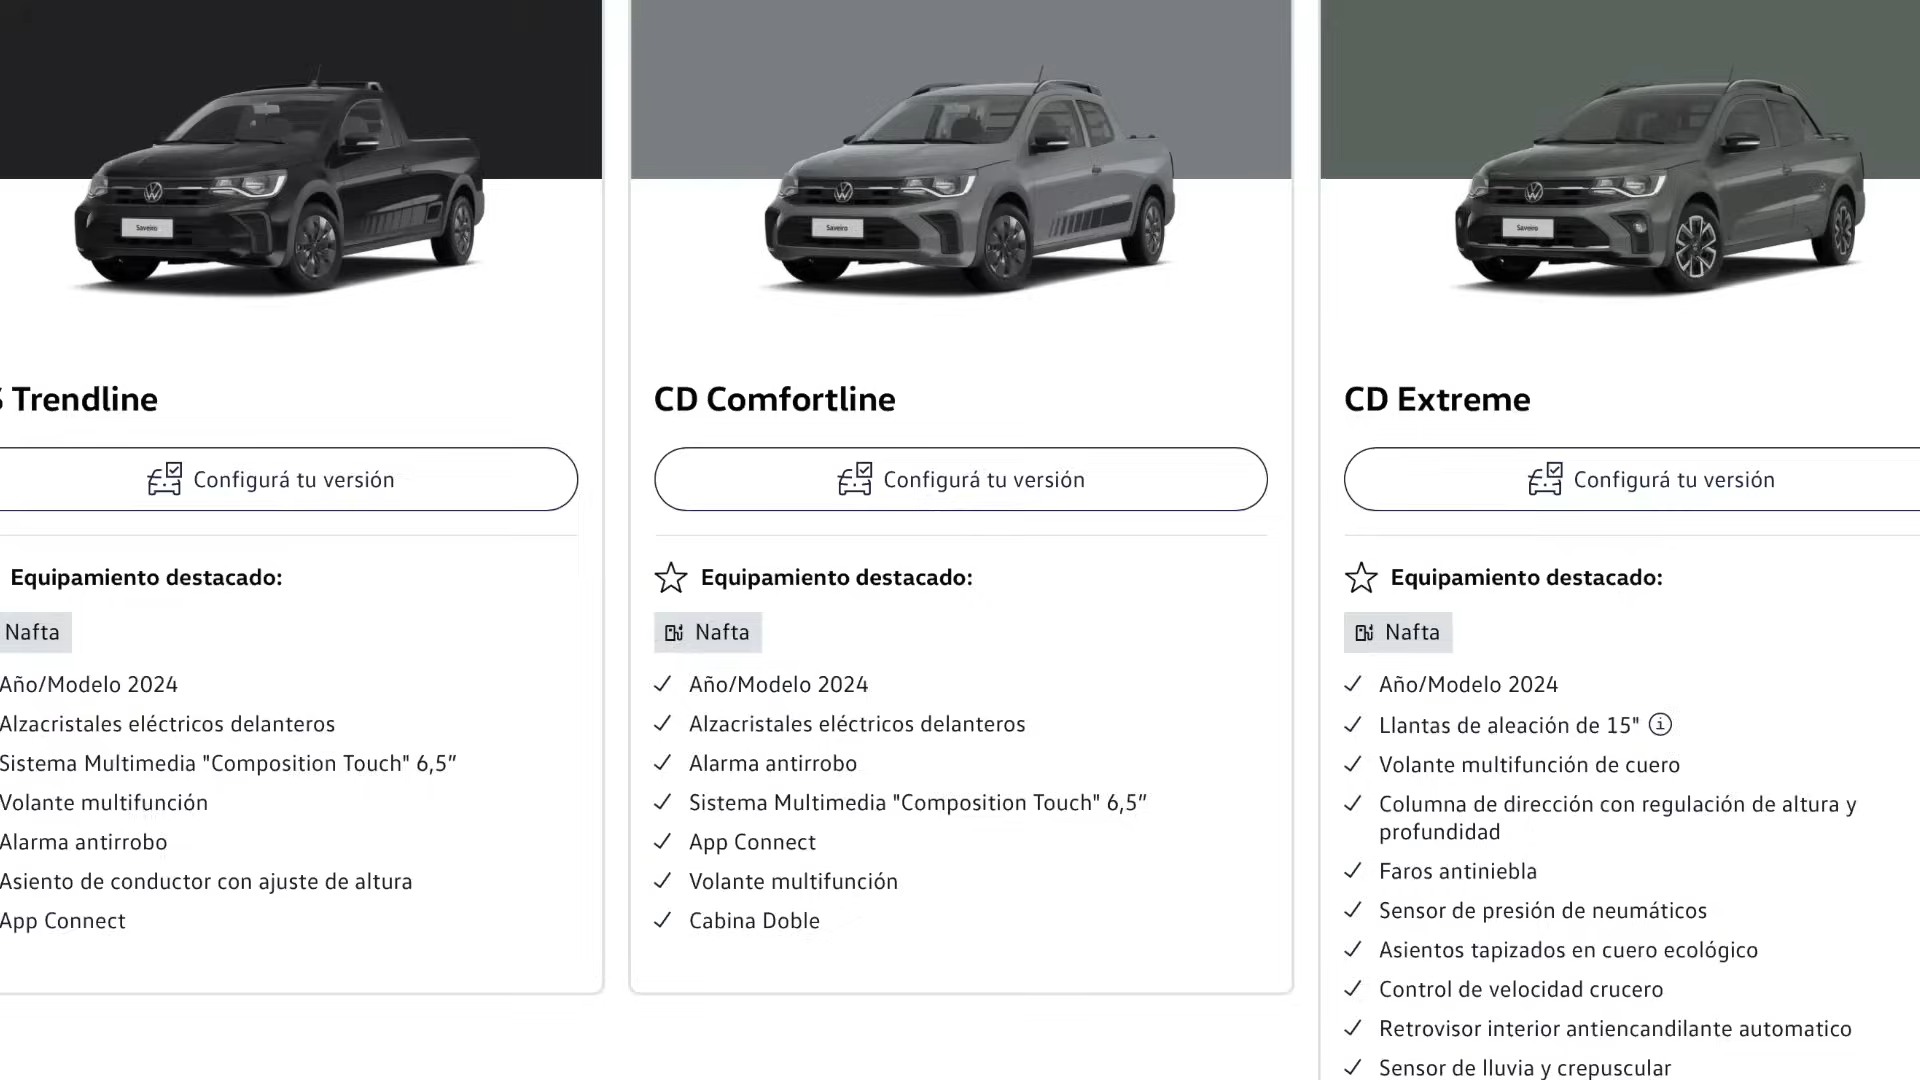 Saveiro
Saveiro
Saveiro
Trendline
Configurá tu versión
Equipamiento destacado:
Nafta
Año/Modelo 2024
Alzacristales eléctricos delanteros
Sistema Multimedia "Composition Touch" 6,5”
Volante multifunción
Alarma antirrobo
Asiento de conductor con ajuste de altura
App Connect
CD Comfortline
Configurá tu versión
Equipamiento destacado:
Nafta
Año/Modelo 2024
Alzacristales eléctricos delanteros
Alarma antirrobo
Sistema Multimedia "Composition Touch" 6,5”
App Connect
Volante multifunción
Cabina Doble
CD Extreme
Configurá tu versión
Equipamiento destacado:
Nafta
Año/Modelo 2024
Llantas de aleación de 15"
Volante multifunción de cuero
Columna de dirección con regulación de altura y
profundidad
Faros antiniebla
Sensor de presión de neumáticos
Asientos tapizados en cuero ecológico
Control de velocidad crucero
Retrovisor interior antiencandilante automatico
Sensor de lluvia y crepuscular